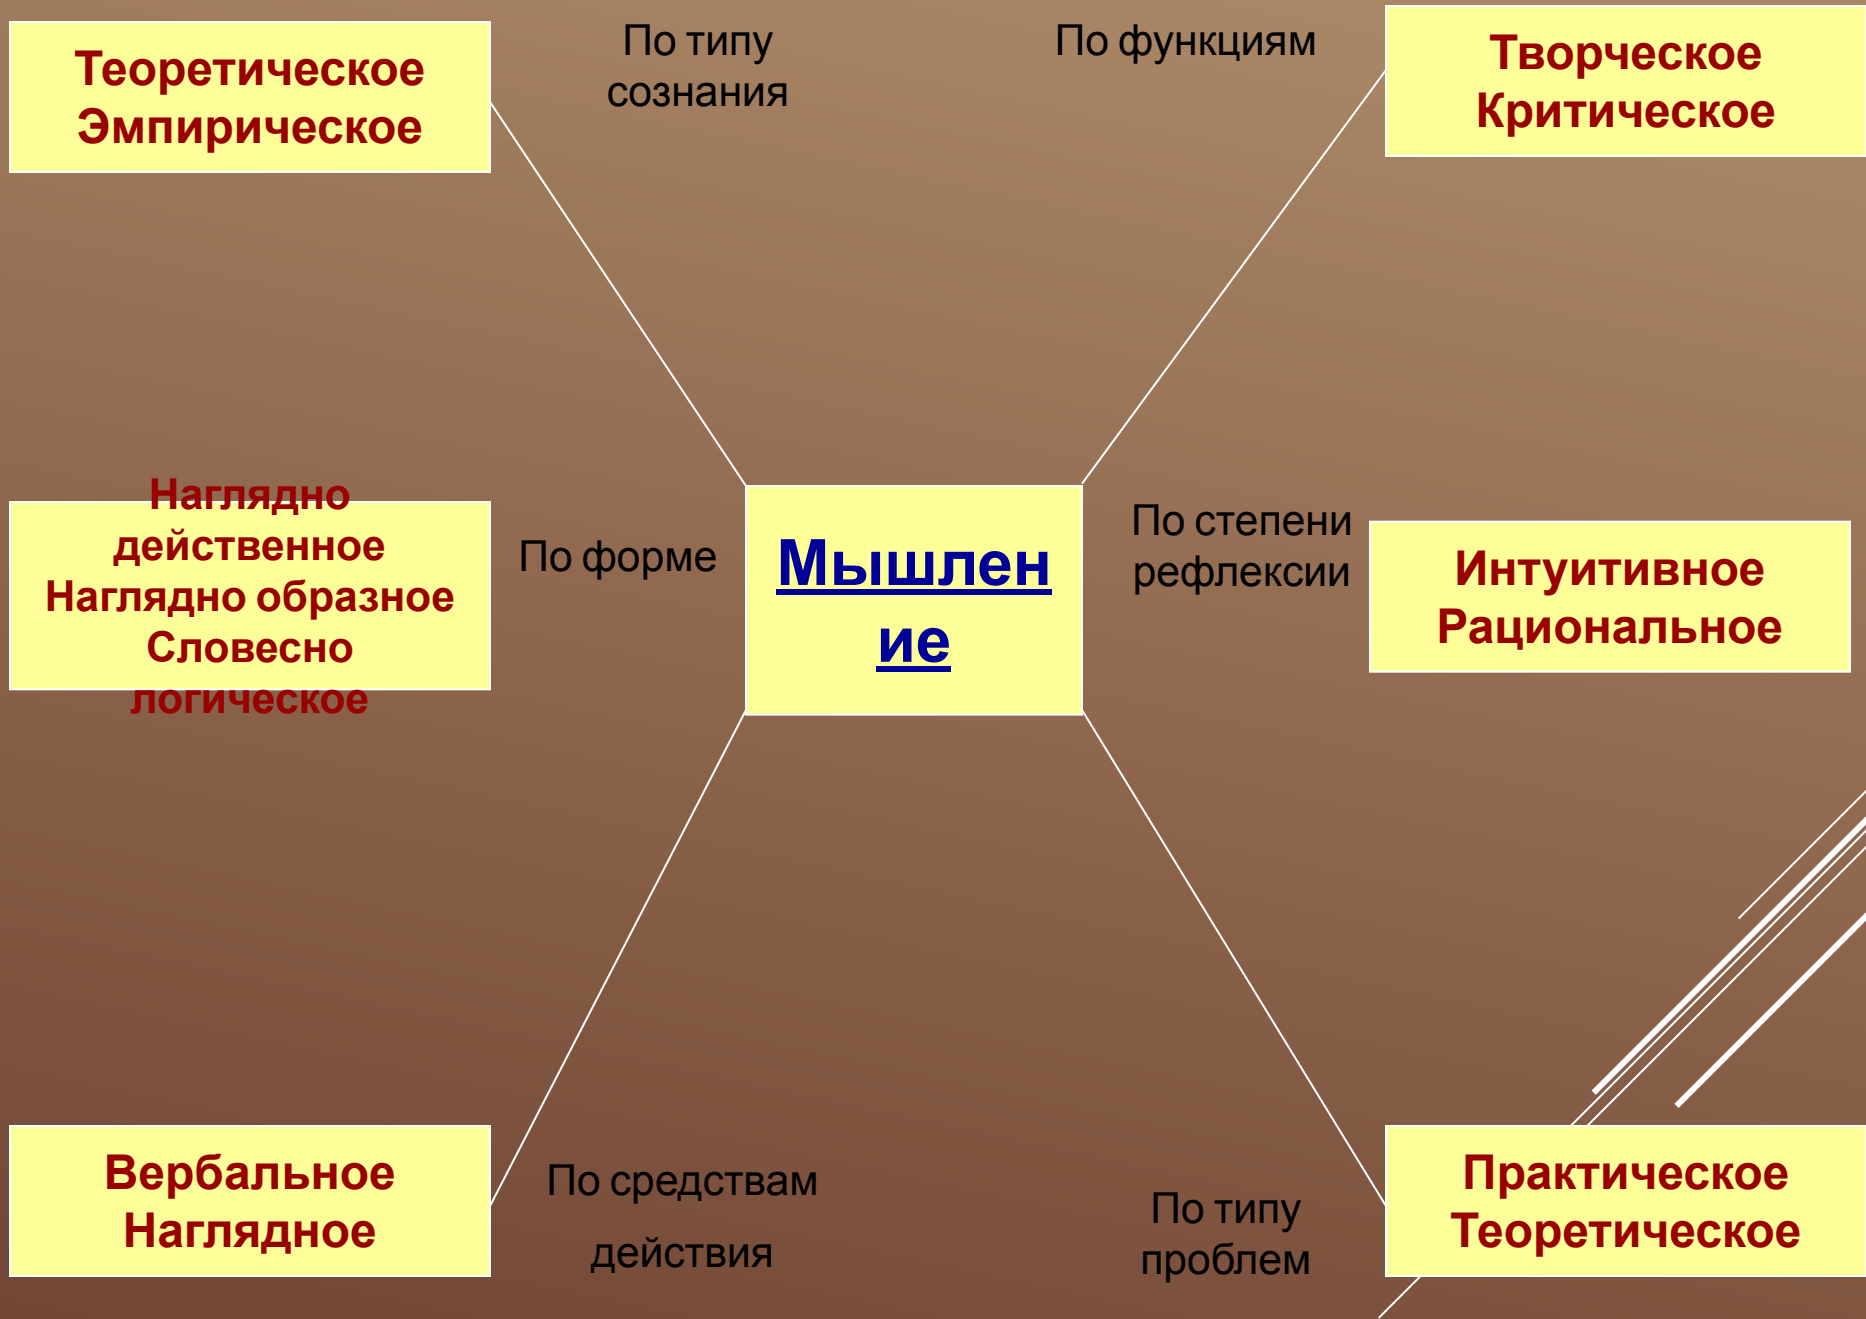 Теоретическое
Эмпирическое
По типу
сознания
По функциям
Творческое
Критическое
Наглядно
действенное
Наглядно образное
Словесно
логическое
По форме
Мышлен
ие
По степени
рефлексии
Интуитивное
Рациональное
Вербальное
Наглядное
По средствам
действия
По типу
проблем
Практическое
Теоретическое